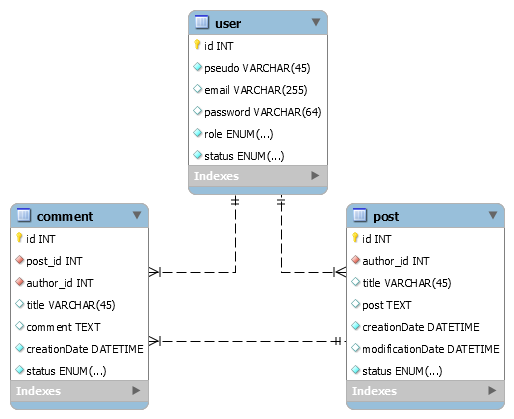 user
id INT
pseudo VARCHAR(45)
email VARCHAR(255)
password VARCHAR(64)
role ENUM(...)
status ENUM(...)
Indexes
comment
id INT
post_id INT
author_id INT
title VARCHAR(45)
comment TEXT
creationDate DATETIME
status ENUM(...)
Indexes
post
id INT
author_id INT
title VARCHAR(45)
post TEXT
creationDate DATETIME
modificationDate DATETIME
status ENUM(...)
Indexes